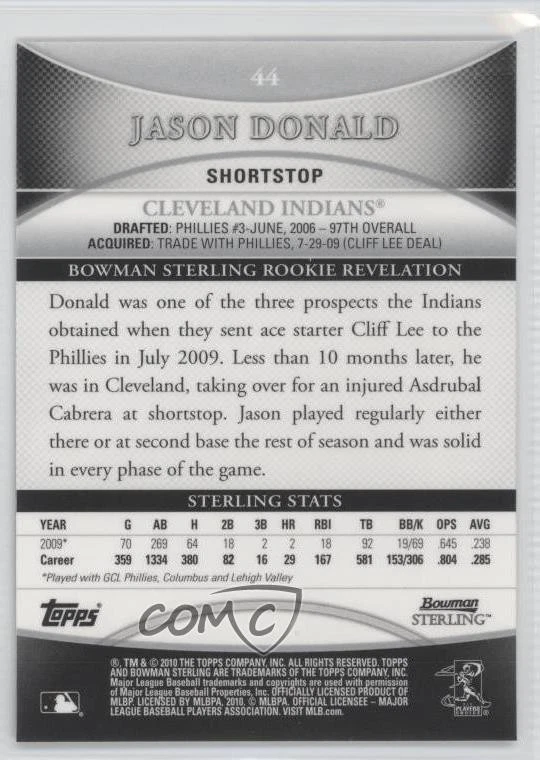 44
JASON DONALD
SHORTSTOP
CLEVELAND INDIANS®
DRAFTED: PHILLIES #3-JUNE, 2006 – 97TH OVERALL
ACQUIRED: TRADE WITH PHILLIES, 7-29-09 (CLIFF LEE DEAL)
BOWMAN STERLING ROOKIE REVELATION
Donald was one of the three prospects the Indians
obtained when they sent ace starter Cliff Lee to the
Phillies in July 2009. Less than 10 months later, he
was in Cleveland, taking over for an injured Asdrubal
Cabrera at shortstop. Jason played regularly either
there or at second base the rest of season and was solid
in every phase of the game.
STERLING STATS
YEAR G AB H 2B 3B HR RBI TB BB/K OPS AVG
2009* 70 269 64 18 2 2 18 92 19/69 .645 .238
Career 359 1334 380 82 16 29 167 581 153/306 .804 .285
*Played with GCL Phillies, Columbus and Lehigh Valley
Topps
COMC
Bowman
STERLING™
®, TM & © 2010 THE TOPPS COMPANY, INC. ALL RIGHTS RESERVED. TOPPS
AND BOWMAN STERLING ARE TRADEMARKS OF THE TOPPS COMPANY, INC.
Major League Baseball trademarks and copyrights are used with permission
of Major League Baseball Properties, Inc. OFFICIALLY LICENSED PRODUCT OF
MLBP. LICENSED BY MLBPA, 2010. © MLBPA. OFFICIAL LICENSEE – MAJOR
LEAGUE BASEBALL PLAYERS ASSOCIATION. VISIT MLB.com.
PLAYERS
CHOICE